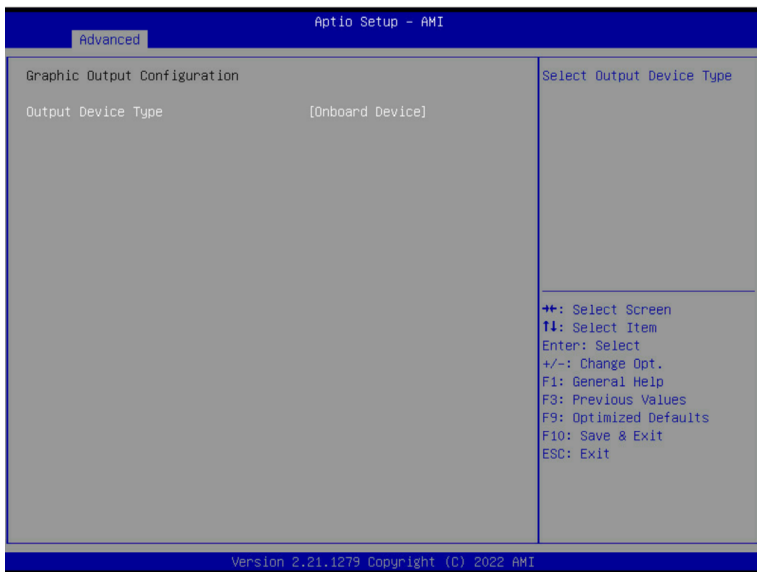 Aptio Setup – AMI
Advanced
Graphic Output Configuration
Output Device Type [Onboard Device]
Select Output Device Type
→←: Select Screen
↑↓: Select Item
Enter: Select
+/-: Change Opt.
F1: General Help
F3: Previous Values
F9: Optimized Defaults
F10: Save & Exit
ESC: Exit
Version 2.21.1279 Copyright (C) 2022 AMI